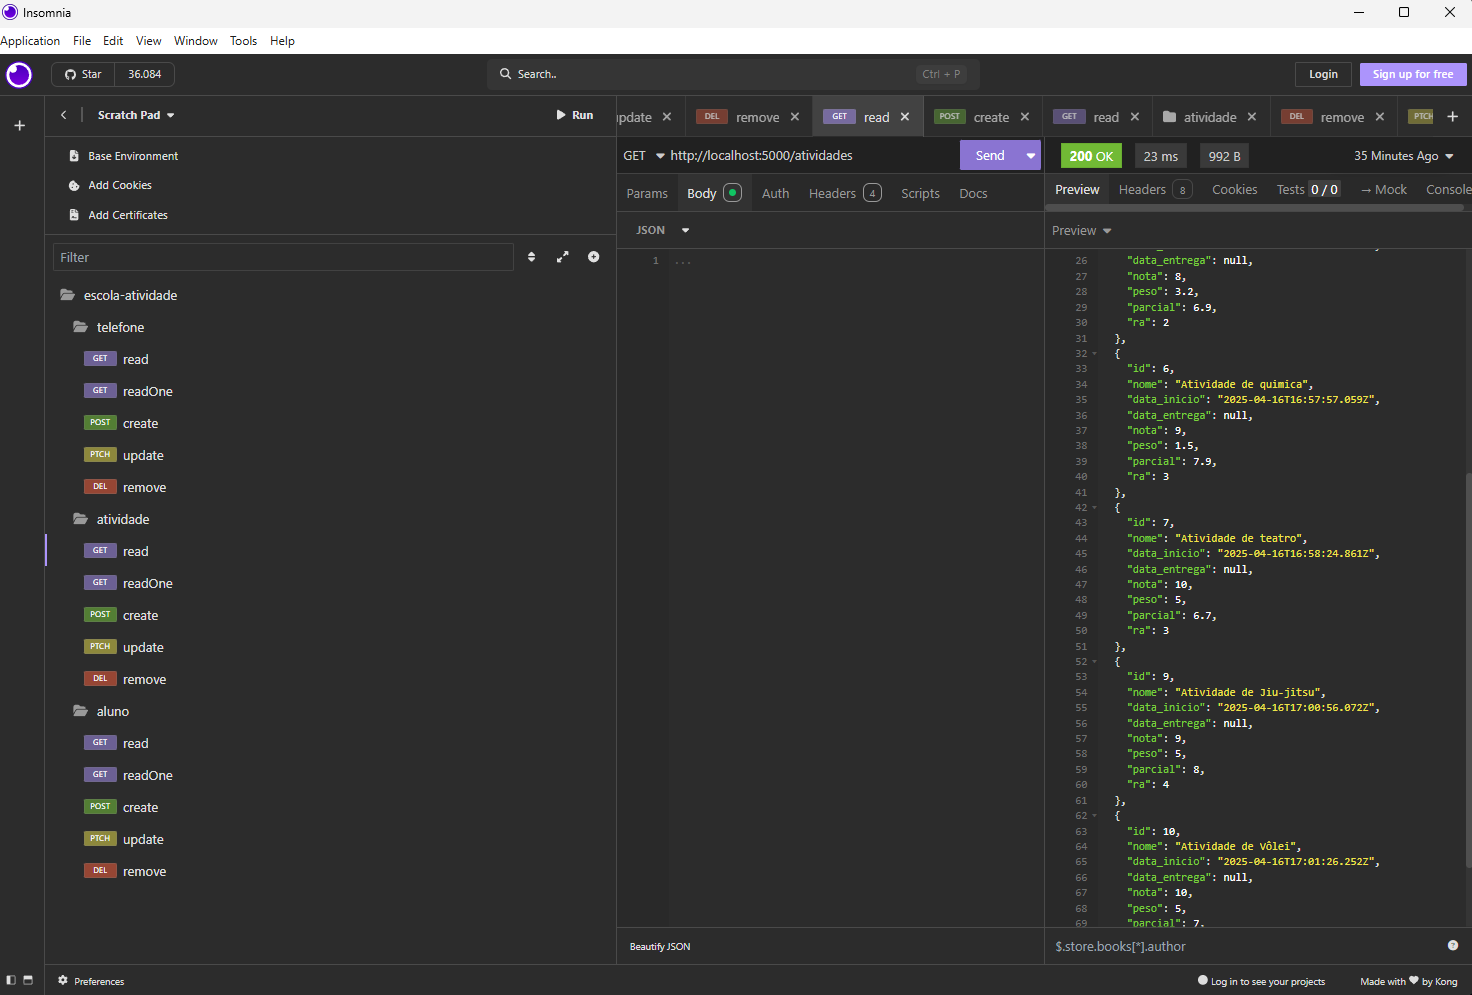 Insomnia
Application File Edit View Window Tools Help
Star 36.084
Search..
Ctrl + P
Login
Sign up for free
Scratch Pad
Run
Base Environment
Add Cookies
Add Certificates
Filter
escola-atividade
telefone
GET read
GET readOne
POST create
PTCH update
DEL remove
atividade
GET read
GET readOne
POST create
PTCH update
DEL remove
aluno
GET read
GET readOne
POST create
PTCH update
DEL remove
update
DEL remove
GET read
POST create
GET read
atividade
DEL remove
PTCH
GET http://localhost:5000/atividades
Send
Params Body Auth Headers 4 Scripts Docs
JSON
1 ...
Beautify JSON
200 OK
23 ms
992 B
35 Minutes Ago
Preview Headers 8 Cookies Tests 0 / 0 → Mock Console
Preview
26 "data_entrega": null,
27 "nota": 8,
28 "peso": 3.2,
29 "parcial": 6.9,
30 "ra": 2
31 },
32 {
33 "id": 6,
34 "nome": "Atividade de quimica",
35 "data_inicio": "2025-04-16T16:57:57.059Z",
36 "data_entrega": null,
37 "nota": 9,
38 "peso": 1.5,
39 "parcial": 7.9,
40 "ra": 3
41 },
42 {
43 "id": 7,
44 "nome": "Atividade de teatro",
45 "data_inicio": "2025-04-16T16:58:24.861Z",
46 "data_entrega": null,
47 "nota": 10,
48 "peso": 5,
49 "parcial": 6.7,
50 "ra": 3
51 },
52 {
53 "id": 9,
54 "nome": "Atividade de Jiu-jitsu",
55 "data_inicio": "2025-04-16T17:00:56.072Z",
56 "data_entrega": null,
57 "nota": 9,
58 "peso": 5,
59 "parcial": 8,
60 "ra": 4
61 },
62 {
63 "id": 10,
64 "nome": "Atividade de Vôlei",
65 "data_inicio": "2025-04-16T17:01:26.252Z",
66 "data_entrega": null,
67 "nota": 10,
68 "peso": 5,
69 "parcial": 7,
$.store.books[*].author
Preferences
Log in to see your projects
Made with ♥ by Kong